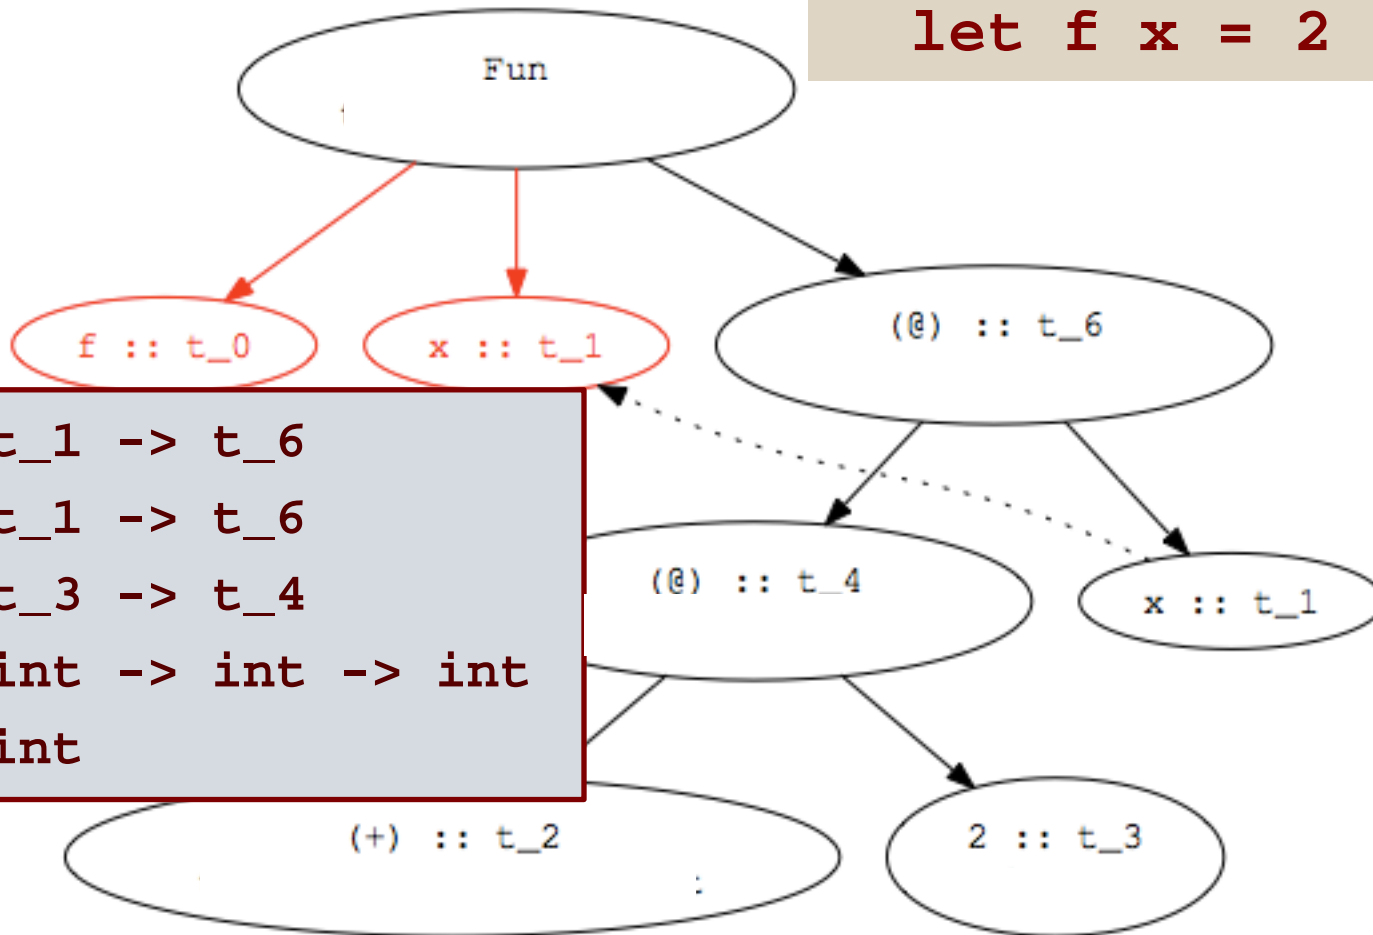 let f x = 2
Fun
f :: t_0
x :: t_1
(@) :: t_6
t_1 -> t_6
t_1 -> t_6
t_3 -> t_4
int -> int -> int
int
(@) :: t_4
x :: t_1
(+) :: t_2
2 :: t_3